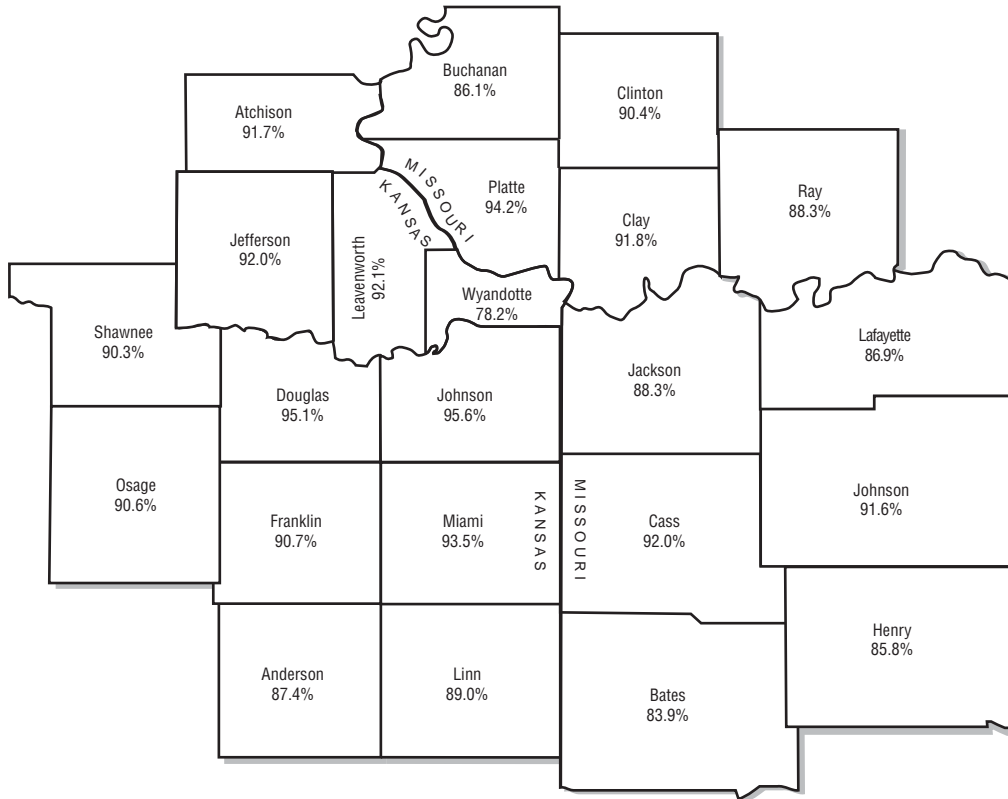 Buchanan
86.1%
Clinton
90.4%
Atchison
91.7%
MISSOURI
KANSAS
Platte
94.2%
Ray
88.3%
Clay
91.8%
Jefferson
92.0%
Leavenworth
92.1%
Wyandotte
78.2%
Shawnee
90.3%
Lafayette
86.9%
Jackson
88.3%
Douglas
95.1%
Johnson
95.6%
Osage
90.6%
Franklin
90.7%
Miami
93.5%
KANSAS
MISSOURI
Cass
92.0%
Johnson
91.6%
Henry
85.8%
Anderson
87.4%
Linn
89.0%
Bates
83.9%